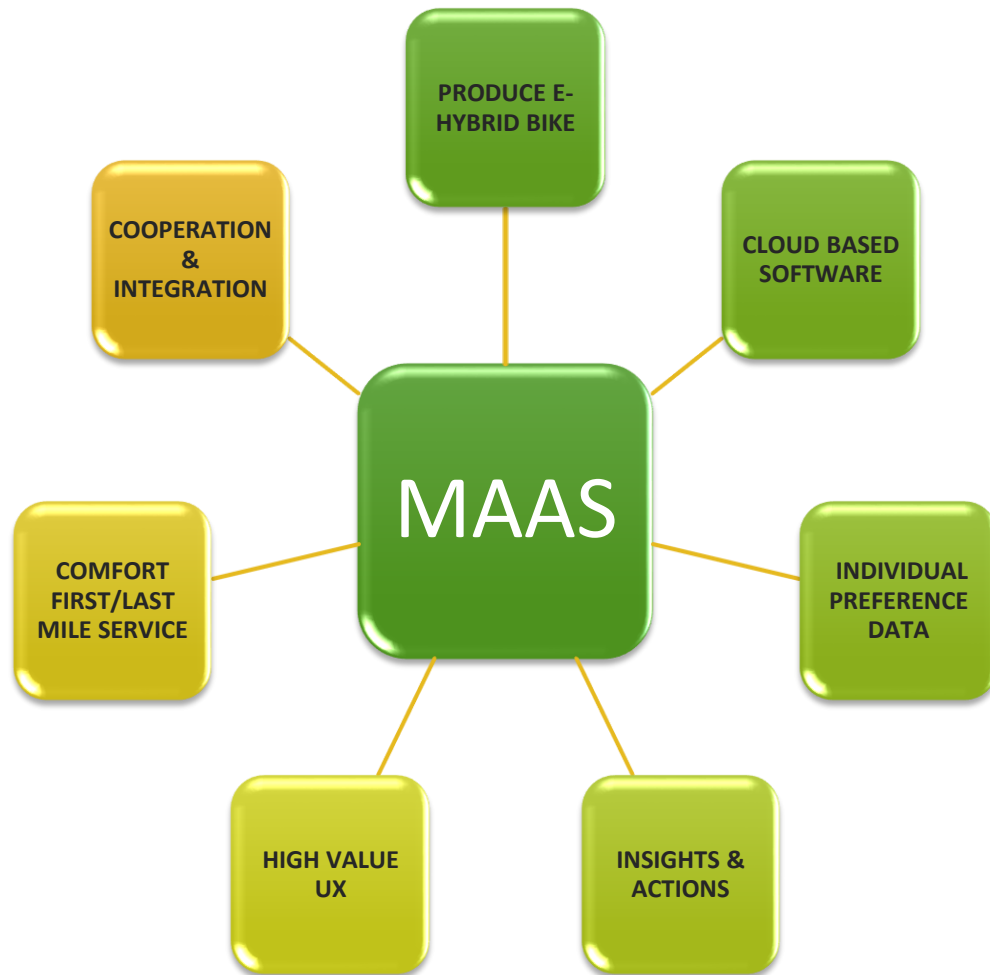 PRODUCE E-
HYBRID BIKE
COOPERATION
&
INTEGRATION
CLOUD BASED
SOFTWARE
MAAS
COMFORT
FIRST/LAST
MILE SERVICE
INDIVIDUAL
PREFERENCE
DATA
HIGH VALUE
UX
INSIGHTS &
ACTIONS